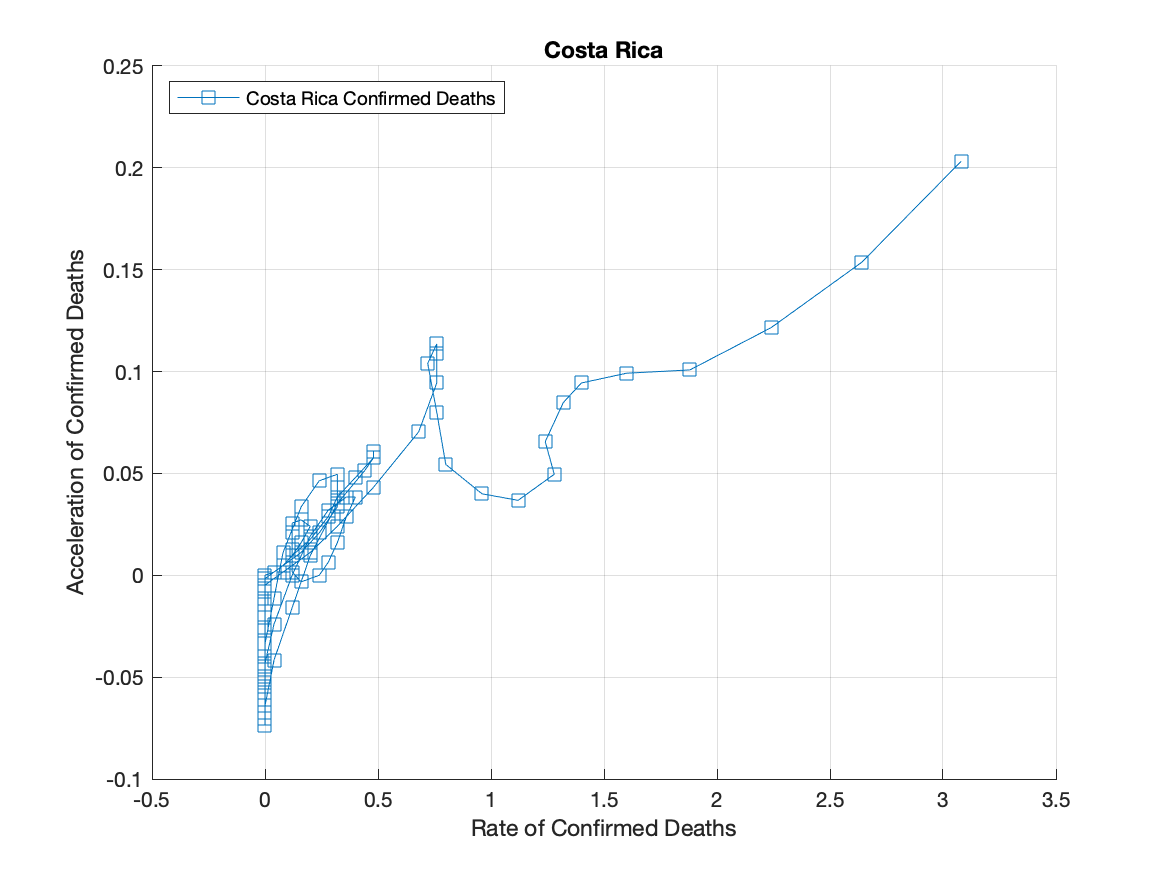 Costa Rica
Costa Rica Confirmed Deaths
0.25
0.2
0.15
0.1
0.05
0
-0.05
-0.1
-0.5 0 0.5 1 1.5 2 2.5 3 3.5
Rate of Confirmed Deaths
Acceleration of Confirmed Deaths